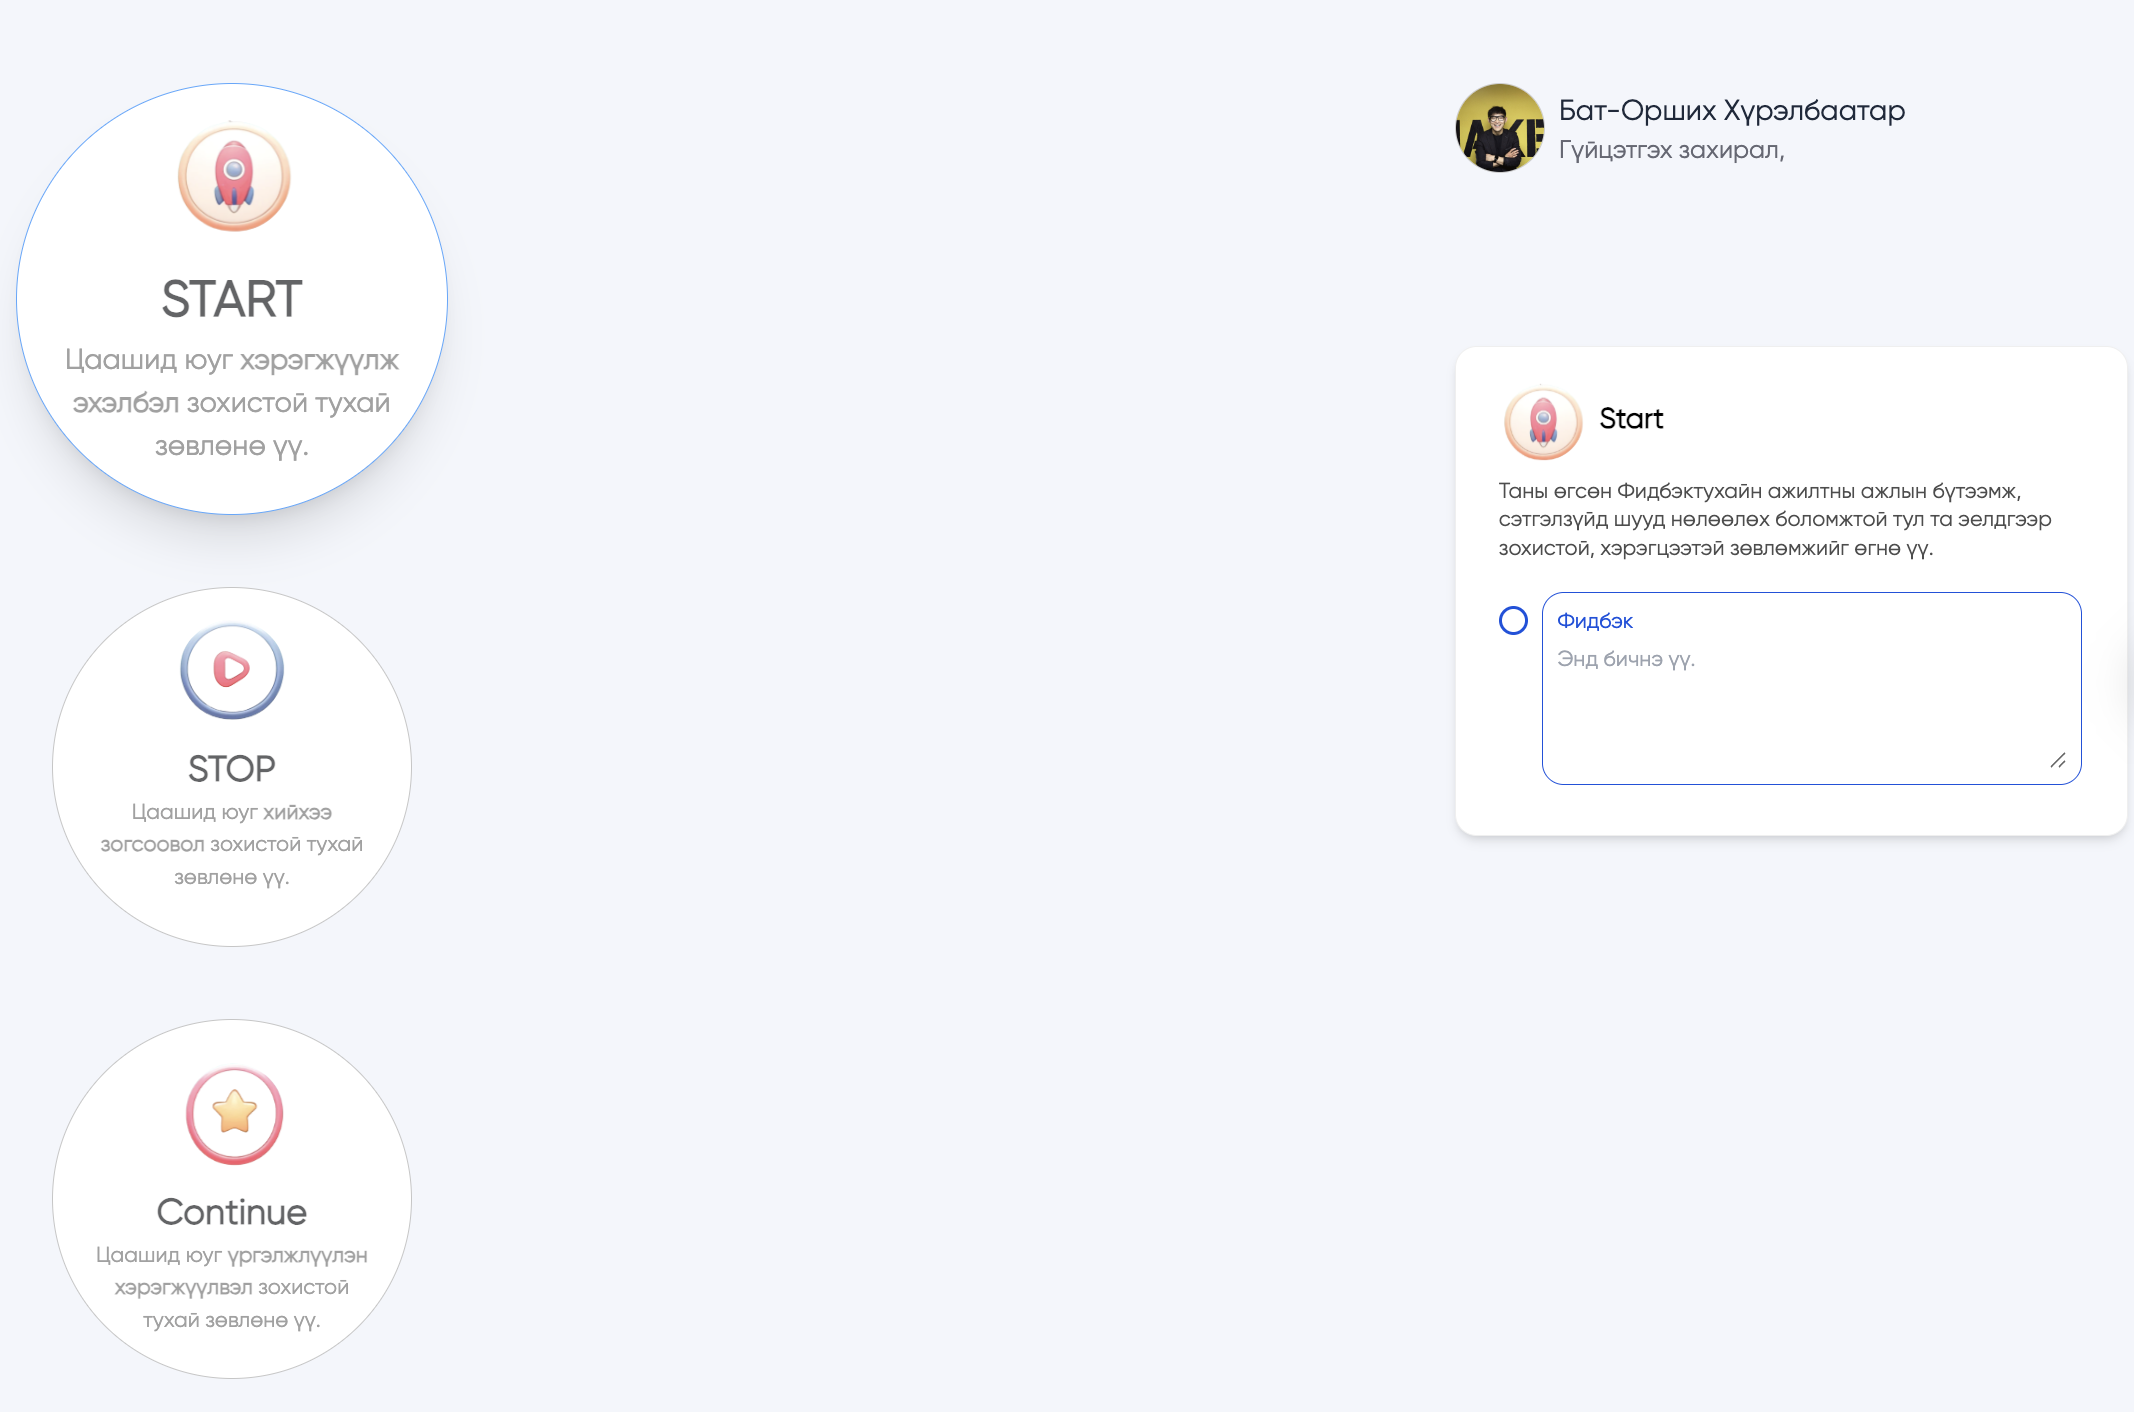 START
Цаашид юуг хэрэгжүүлж
эхэлбэл зохистой тухай
зөвлөнө үү.
STOP
Цаашид юуг хийхээ
зогсоовол зохистой тухай
зөвлөнө үү.
Continue
Цаашид юуг үргэлжлүүлэн
хэрэгжүүлвэл зохистой
тухай зөвлөнө үү.
Бат-Орших Хүрэлбаатар
Гүйцэтгэх захирал,
Start
Таны өгсөн Фидбэктухайн ажилтны ажлын бүтээмж,
сэтгэлзүйд шууд нөлөөлөх боломжтой тул та эелдгээр
зохистой, хэрэгцээтэй зөвлөмжийг өгнө үү.
Фидбэк
Энд бичнэ үү.